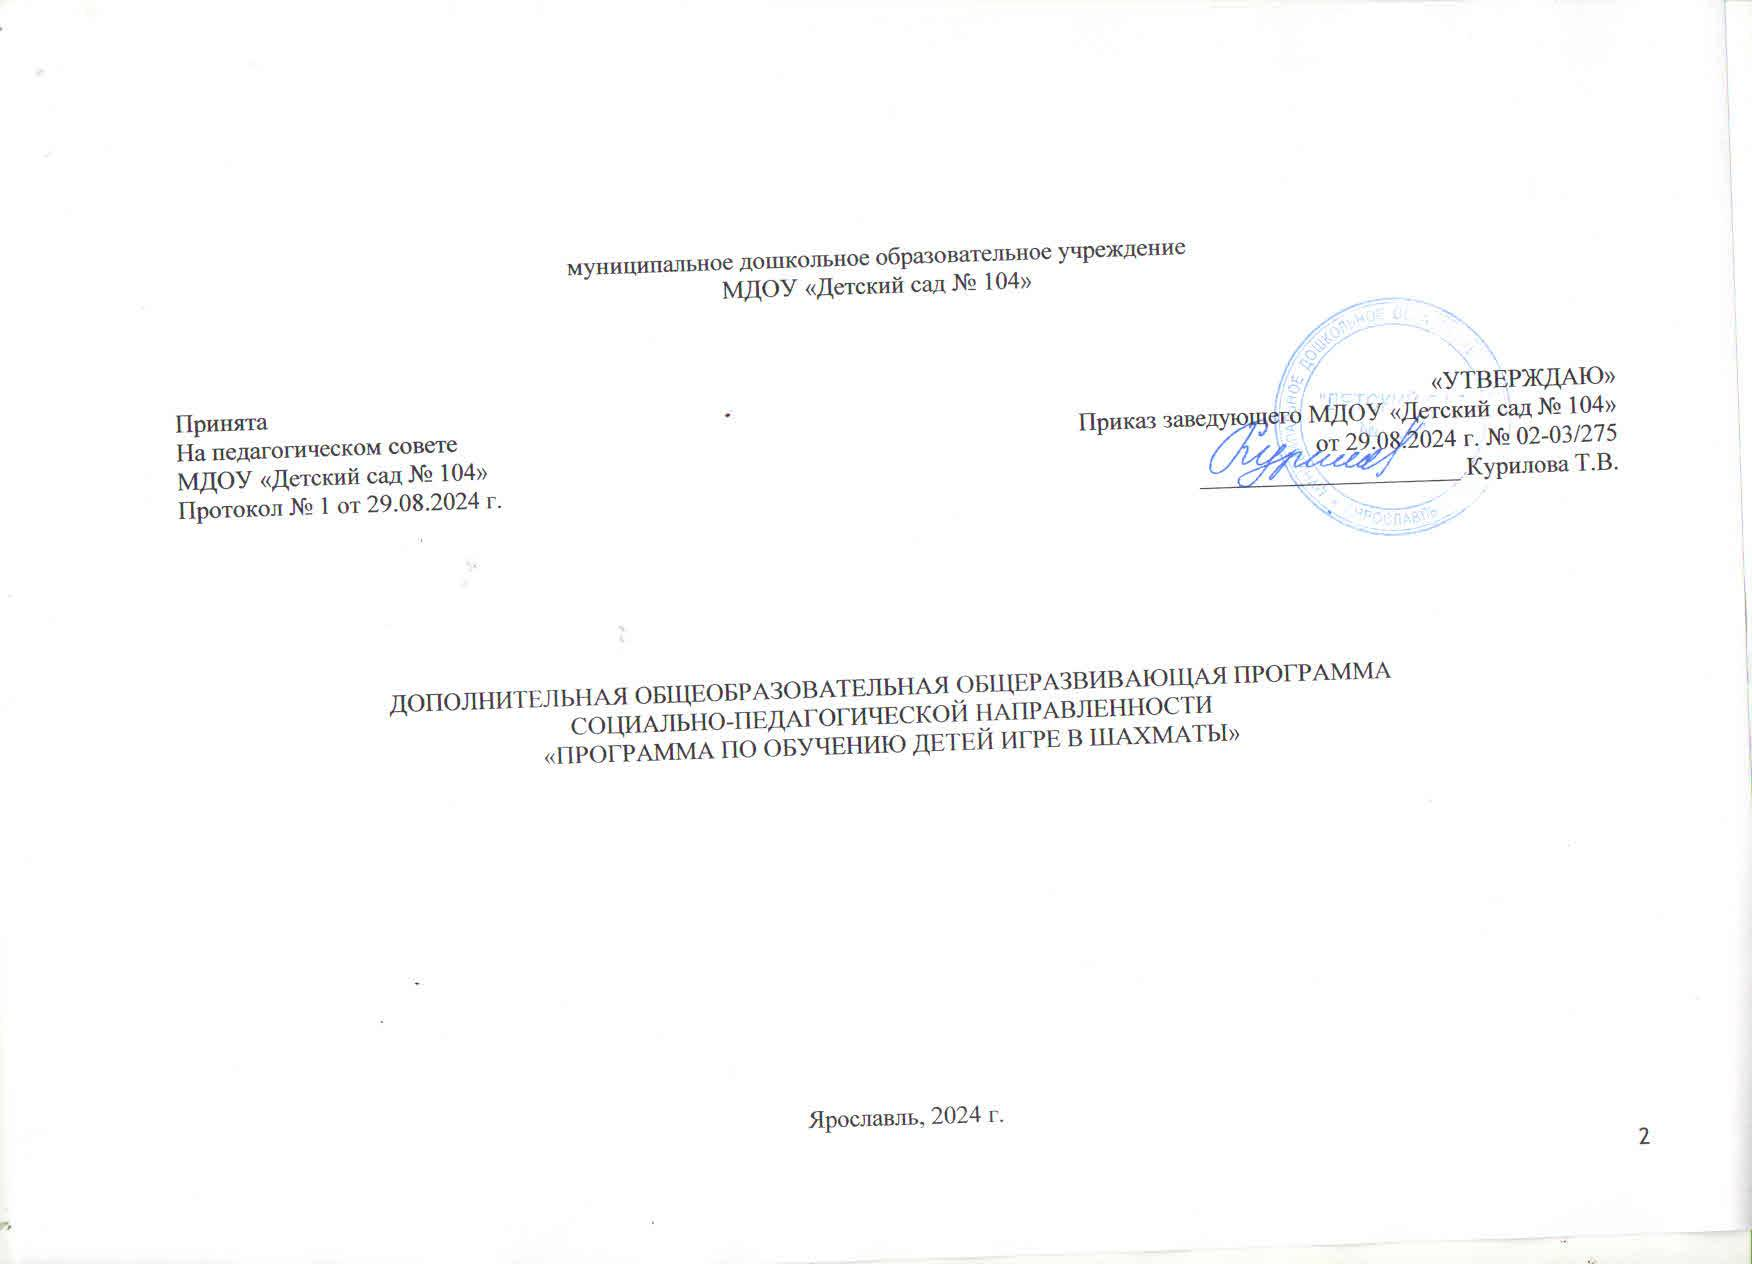 муниципальное дошкольное образовательное учреждение
МДОУ «Детский сад № 104»
Принята
На педагогическом совете
МДОУ «Детский сад № 104»
Протокол № 1 от 29.08.2024 г.
«УТВЕРЖДАЮ»
Приказ заведующего МДОУ «Детский сад № 104»
от 29.08.2024 г. № 02-03/275
Курилова Т.В.
ДОШКОЛЬНОЕ
"ДЕТСКИЙ
ЯРОСЛАВЛЬ
ДОПОЛНИТЕЛЬНАЯ ОБЩЕОБРАЗОВАТЕЛЬНАЯ ОБЩЕРАЗВИВАЮЩАЯ ПРОГРАММА
СОЦИАЛЬНО-ПЕДАГОГИЧЕСКОЙ НАПРАВЛЕННОСТИ
«ПРОГРАММА ПО ОБУЧЕНИЮ ДЕТЕЙ ИГРЕ В ШАХМАТЫ»
Ярославль, 2024 г.
2